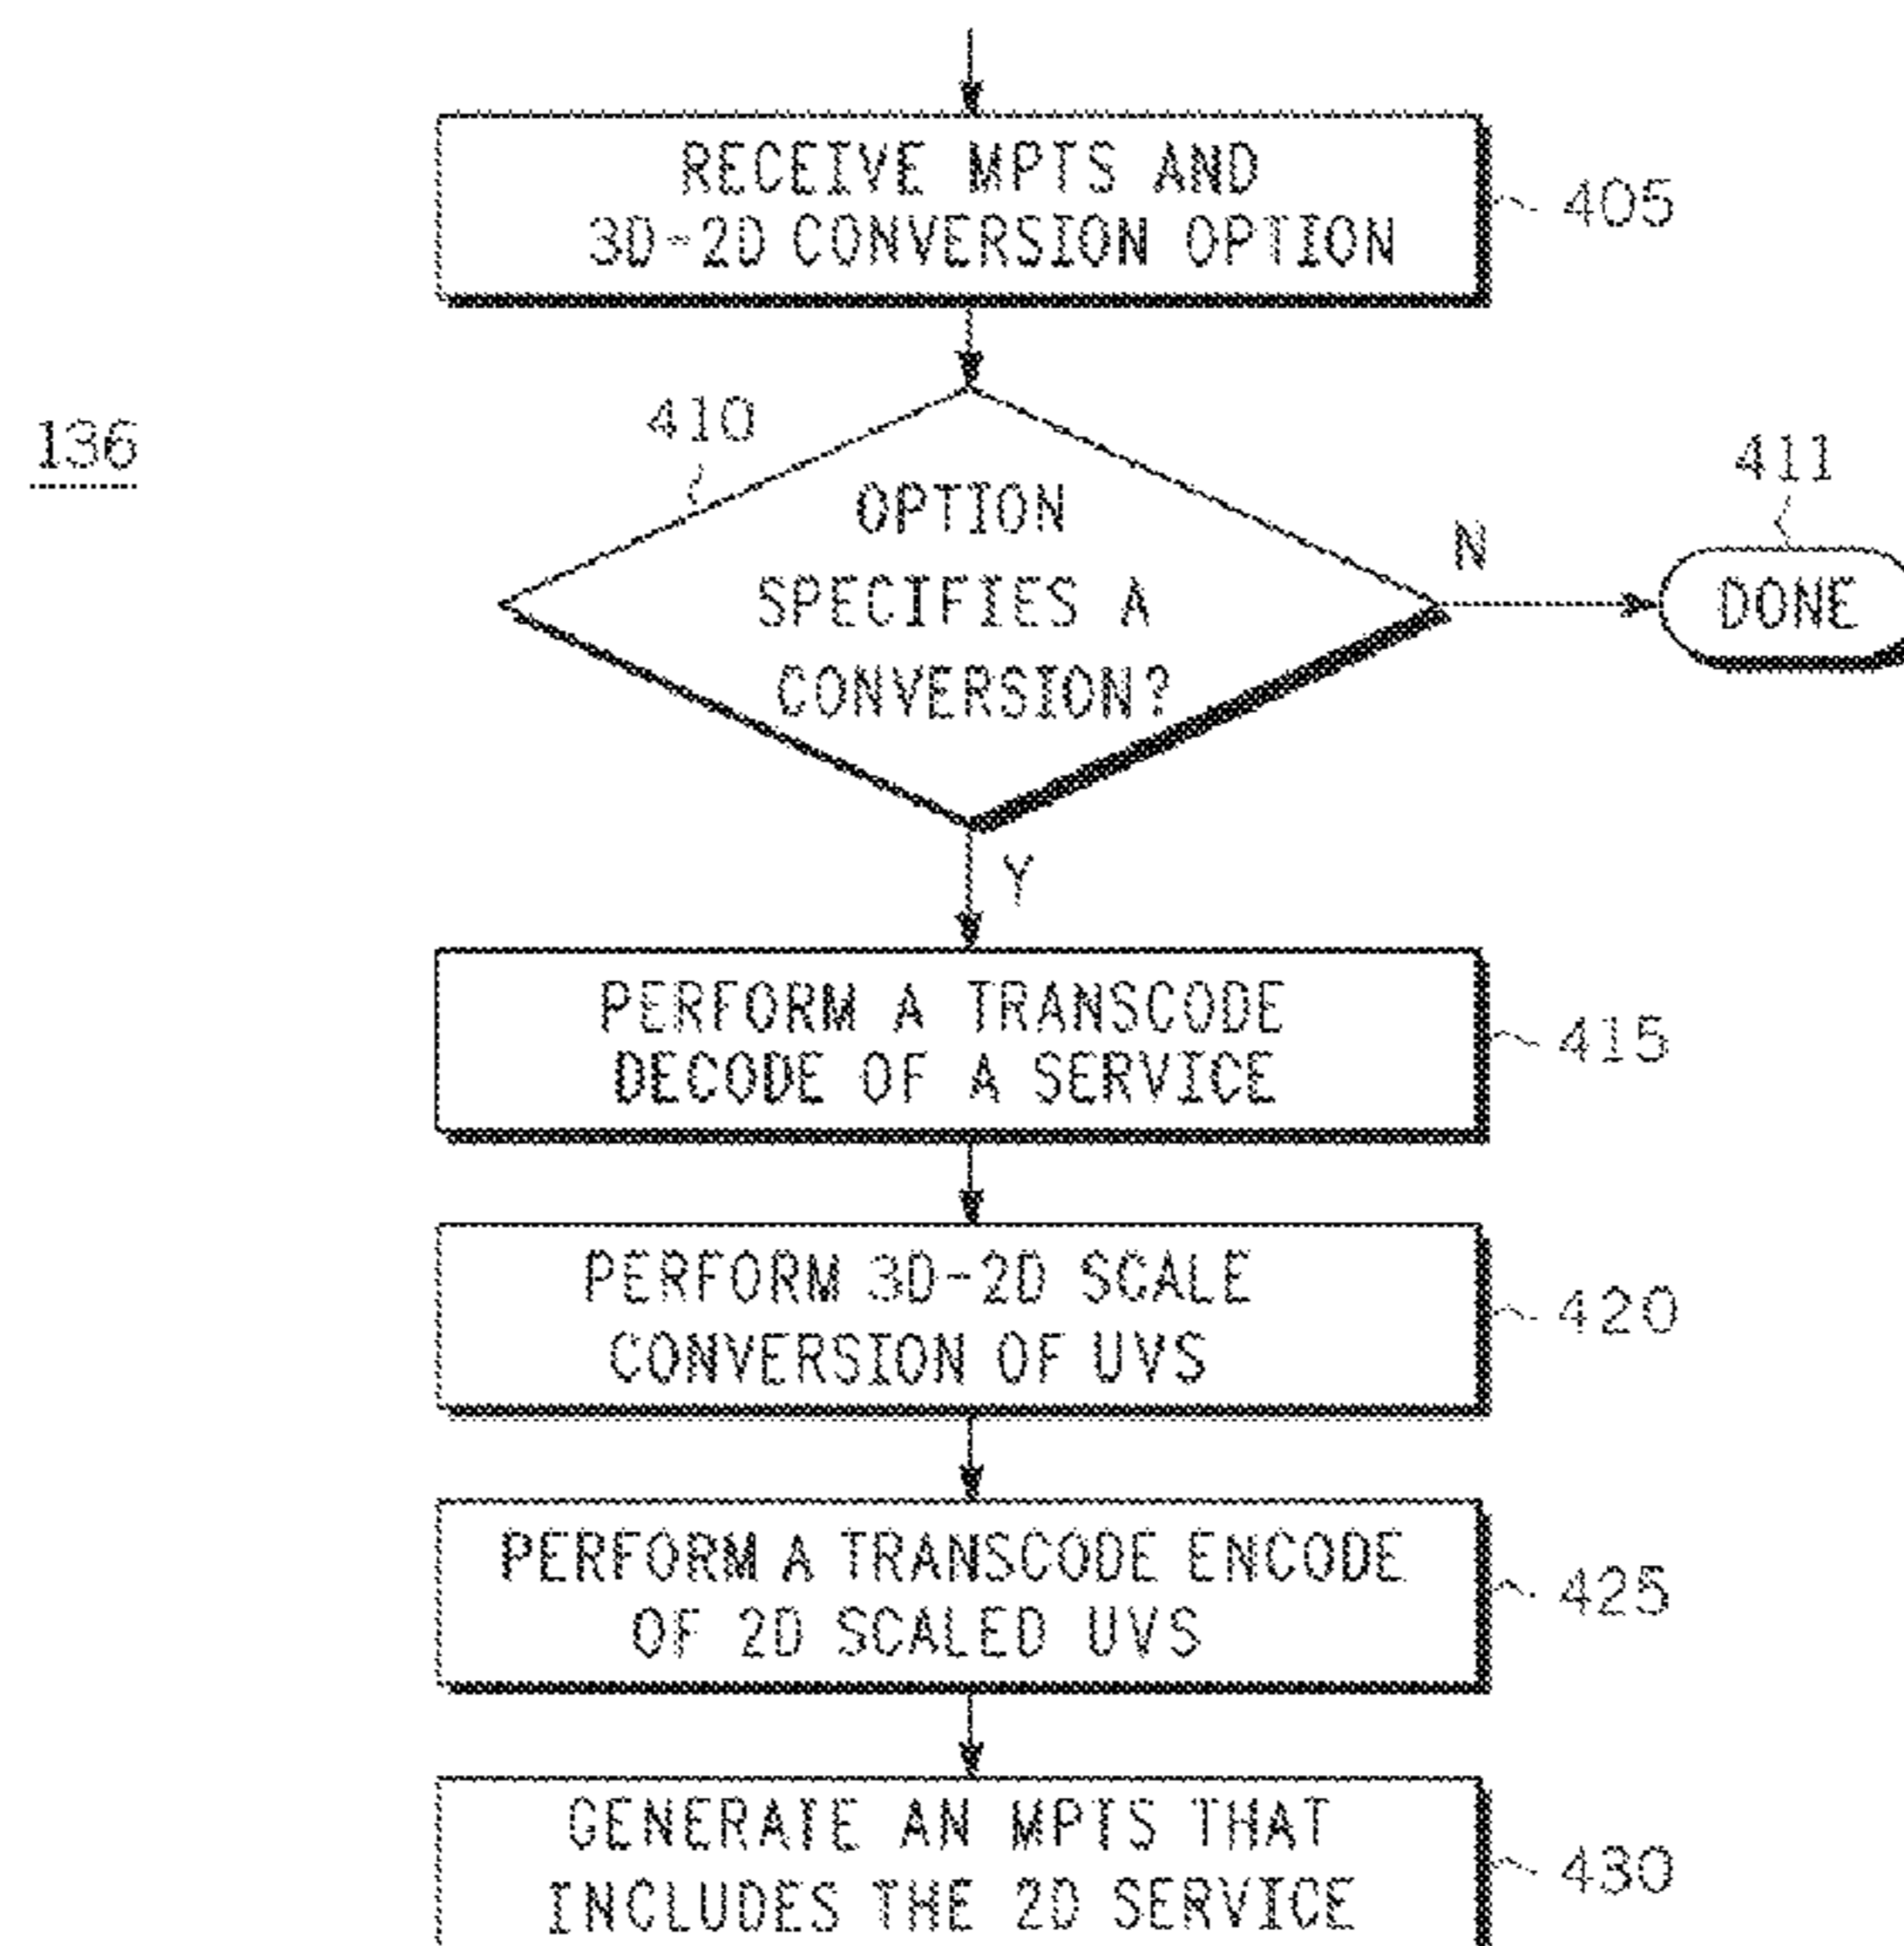 RECEIVE MPTS AND
3D-2D CONVERSION OPTION
405
136
410
OPTION
SPECIFIES A
CONVERSION?
N
411
DONE
Y
PERFORM A TRANSCODE
DECODE OF A SERVICE
415
PERFORM 3D-2D SCALE
CONVERSION OF UVS
420
PERFORM A TRANSCODE ENCODE
OF 2D SCALED UVS
425
GENERATE AN MPTS THAT
INCLUDES THE 2D SERVICE
430